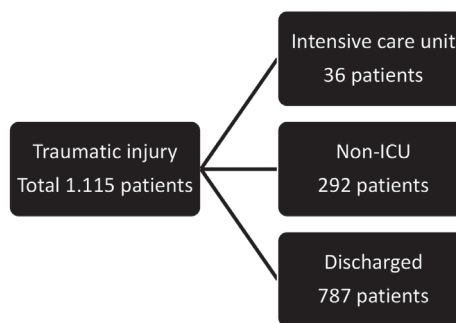 Intensive care unit
36 patients
Traumatic injury
Total 1.115 patients
Non-ICU
292 patients
Discharged
787 patients